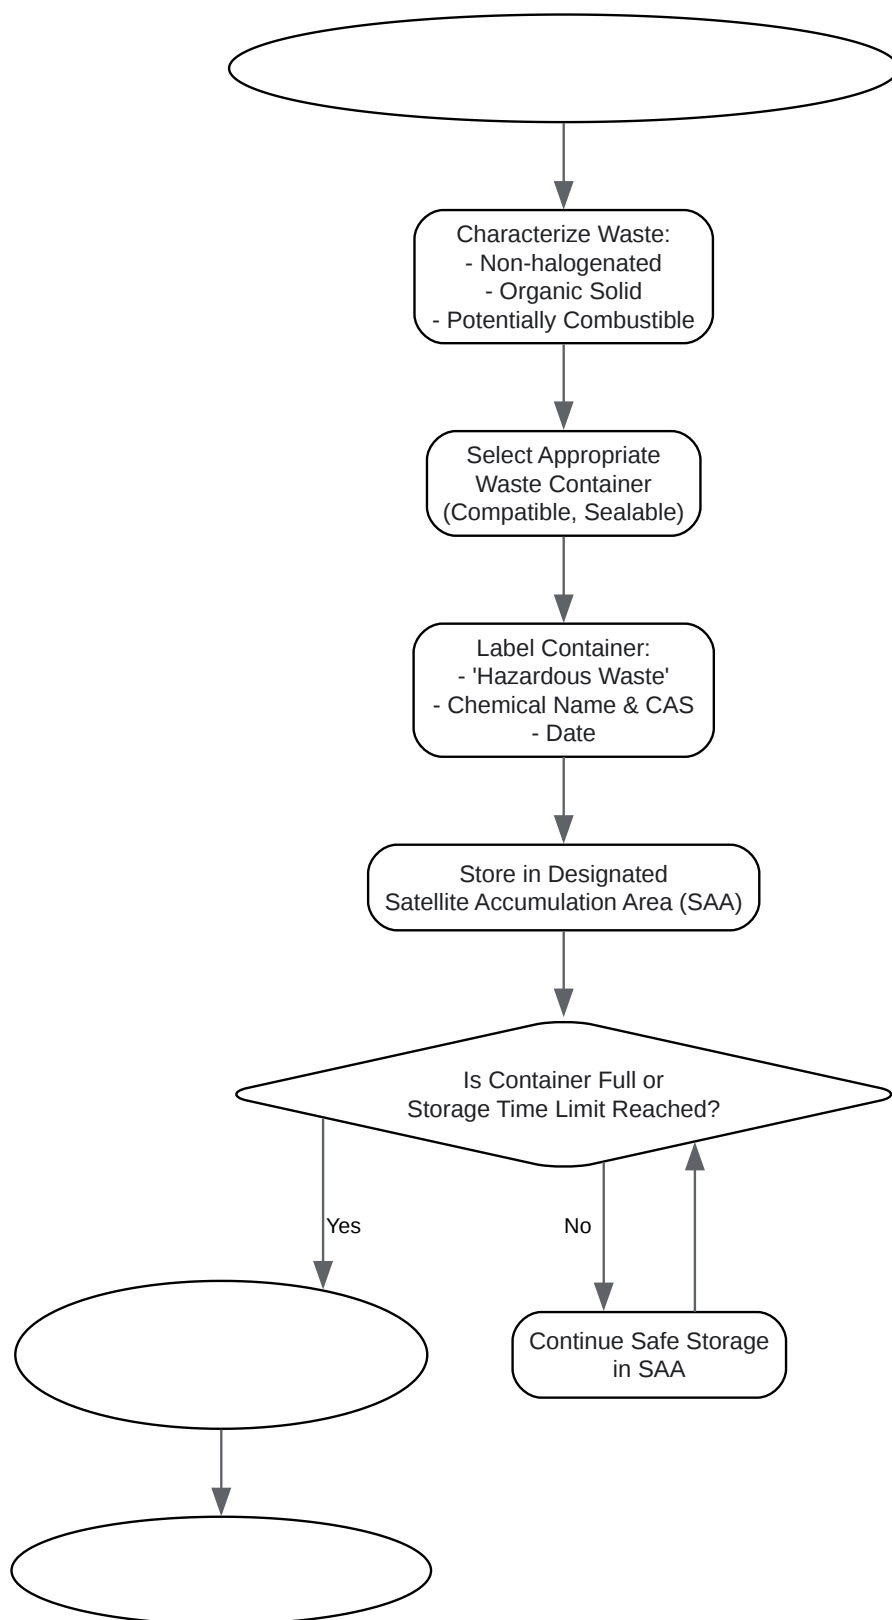 Characterize Waste:
- Non-halogenated
- Organic Solid
- Potentially Combustible
Select Appropriate
Waste Container
(Compatible, Sealable)
Label Container:
- 'Hazardous Waste'
- Chemical Name & CAS
- Date
Store in Designated
Satellite Accumulation Area (SAA)
Is Container Full or
Storage Time Limit Reached?
Yes
No
Continue Safe Storage
in SAA